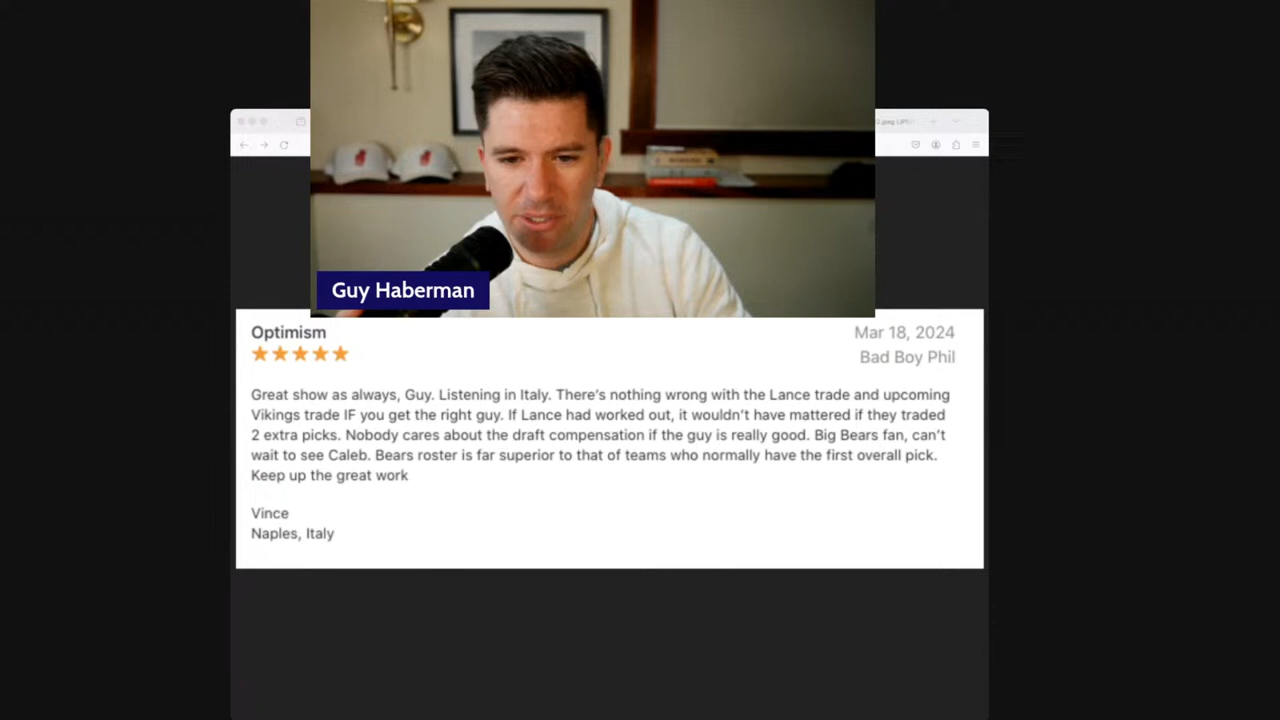 Guy Haberman
Optimism
Mar 18, 2024
Bad Boy Phil
Great show as always, Guy. Listening in Italy. There's nothing wrong with the Lance trade and upcoming
Vikings trade IF you get the right guy. If Lance had worked out, it wouldn't have mattered if they traded
2 extra picks. Nobody cares about the draft compensation if the guy is really good. Big Bears fan, can't
wait to see Caleb. Bears roster is far superior to that of teams who normally have the first overall pick.
Keep up the great work
Vince
Naples, Italy